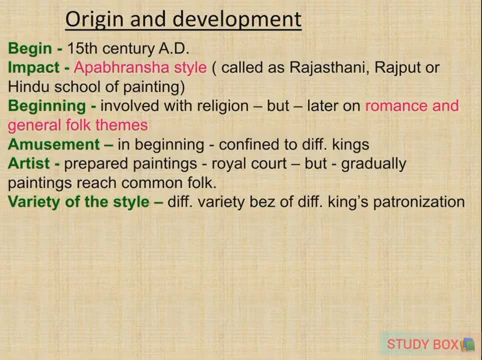 Origin and development
Begin - 15th century A.D.
Impact - Apabhransha style ( called as Rajasthani, Rajput or
Hindu school of painting)
Beginning - involved with religion – but – later on romance and
general folk themes
Amusement – in beginning - confined to diff. kings
Artist - prepared paintings - royal court – but - gradually
paintings reach common folk.
Variety of the style – diff. variety bez of diff. king's patronization
STUDY BOX